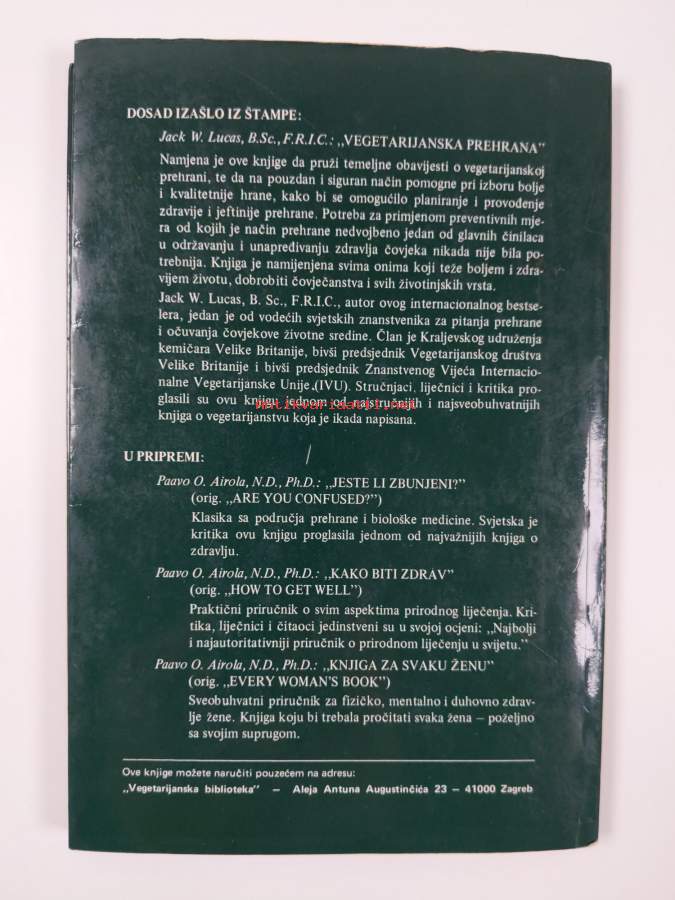 DOSAD IZAŠLO IZ ŠTAMPE:
Jack W. Lucas, B.Sc., F.R.I.C.: „VEGETARIJANSKA PREHRANA"
Namjena je ove knjige da pruži temeljne obavijesti o vegetarijanskoj
prehrani, te da na pouzdan i siguran način pomogne pri izboru bolje
i kvalitetnije hrane, kako bi se omogućilo planiranje i provođenje
zdravije i jeftinije prehrane. Potreba za primjenom preventivnih mje-
ra od kojih je način prehrane nedvojbeno jedan od glavnih činilaca
u održavanju i unapređivanju zdravlja čovjeka nikada nije bila po-
trebnija. Knjiga je namijenjena svima onima koji teže boljem i zdra-
vijem životu, dobrobiti čovječanstva i svih životinjskih vrsta.
Jack W. Lucas, B. Sc., F.R.I.C., autor ovog internacionalnog bestse-
lera, jedan je od vodećih svjetskih znanstvenika za pitanja prehrane
i očuvanja čovjekove životne sredine. Član je Kraljevskog udruženja
kemičara Velike Britanije, bivši predsjednik Vegetarijanskog društva
Velike Britanije i bivši predsjednik Znanstvenog Vijeća Internacio-
nalne Vegetarijanske Unije (IVU). Stručnjaci, liječnici i kritika pro-
glasili su ovu knjigu jednom od najstručnijih i najsveobuhvatnijih
knjiga o vegetarijanstvu koja je ikada napisana.
U PRIPREMI:
Paavo O. Airola, N.D., Ph.D.: „JESTE LI ZBUNJENI?"
(orig. „ARE YOU CONFUSED?")
Klasika sa područja prehrane i biološke medicine. Svjetska je
kritika ovu knjigu proglasila jednom od najvažnijih knjiga o
zdravlju.
Paavo O. Airola, N.D., Ph.D.: „KAKO BITI ZDRAV"
(orig. „HOW TO GET WELL")
Praktični priručnik o svim aspektima prirodnog liječenja. Kri-
tika, liječnici i čitaoci jedinstveni su u svojoj ocjeni: „Najbolji
i najautoritativniji priručnik o prirodnom liječenju u svijetu."
Paavo O. Airola, N.D., Ph.D.: „KNJIGA ZA SVAKU ŽENU"
(orig. „EVERY WOMAN'S BOOK")
Sveobuhvatni priručnik za fizičko, mentalno i duhovno zdrav-
lje žene. Knjiga koju bi trebala pročitati svaka žena – poželjno
sa svojim suprugom.
Ove knjige možete naručiti pouzećem na adresu:
„Vegetarijanska biblioteka" – Aleja Antuna Augustinčića 23 – 41000 Zagreb